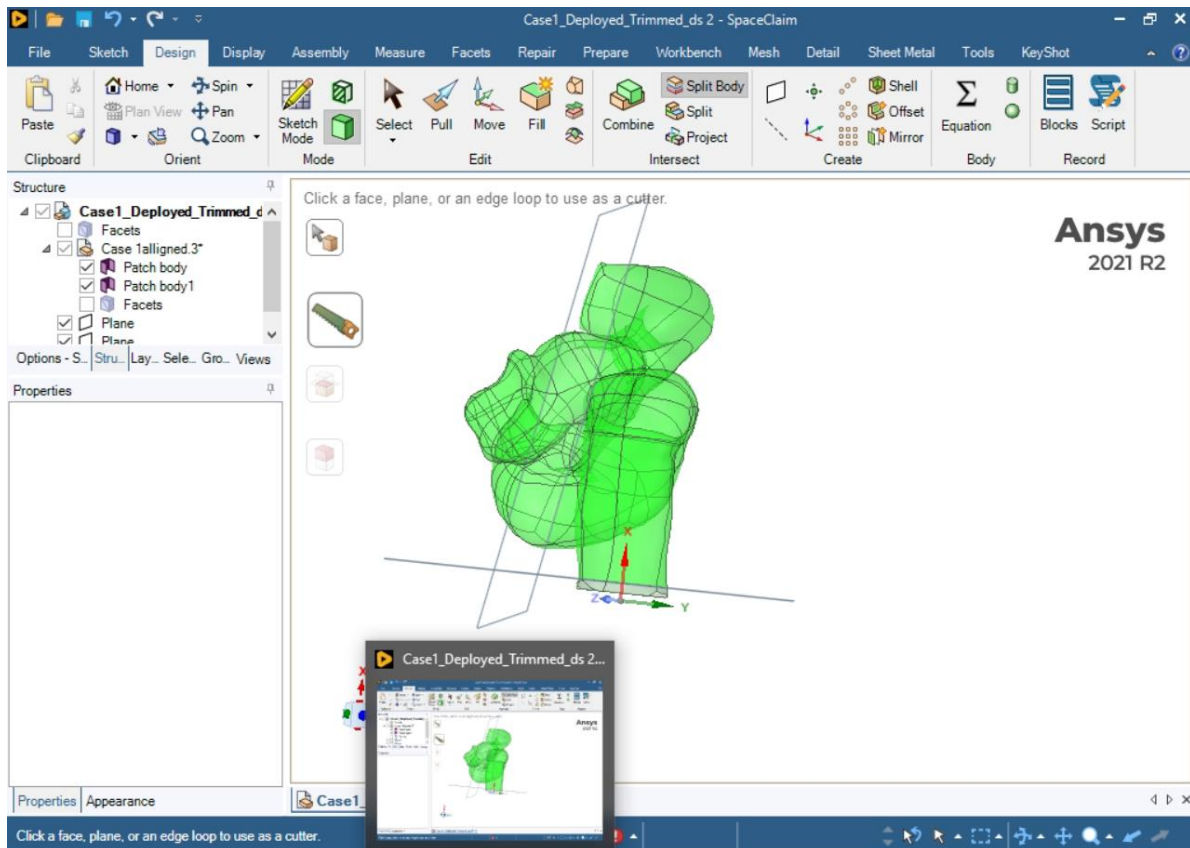 Case1_Deployed_Trimmed_ds 2 - SpaceClaim
File Sketch Design Display Assembly Measure Facets Repair Prepare Workbench Mesh Detail Sheet Metal Tools KeyShot
Paste
Clipboard
Home Spin
Plan View Pan
Zoom
Orient
Sketch Mode
Mode
Select Pull Move Fill
Edit
Combine
Split Body
Split
Project
Intersect
Shell
Offset
Mirror
Create
Equation
Body
Blocks Script
Record
Structure
Case1_Deployed_Trimmed_d
Facets
Case 1alligned.3*
Patch body
Patch body1
Facets
Plane
Plane
Options - S... Stru... Lay... Sele... Gro... Views
Properties
Click a face, plane, or an edge loop to use as a cutter.
Ansys
2021 R2
X
Z Y
X
Case1_Deployed_Trimmed_ds 2...
Properties Appearance
Case1_
Click a face, plane, or an edge loop to use as a cutter.